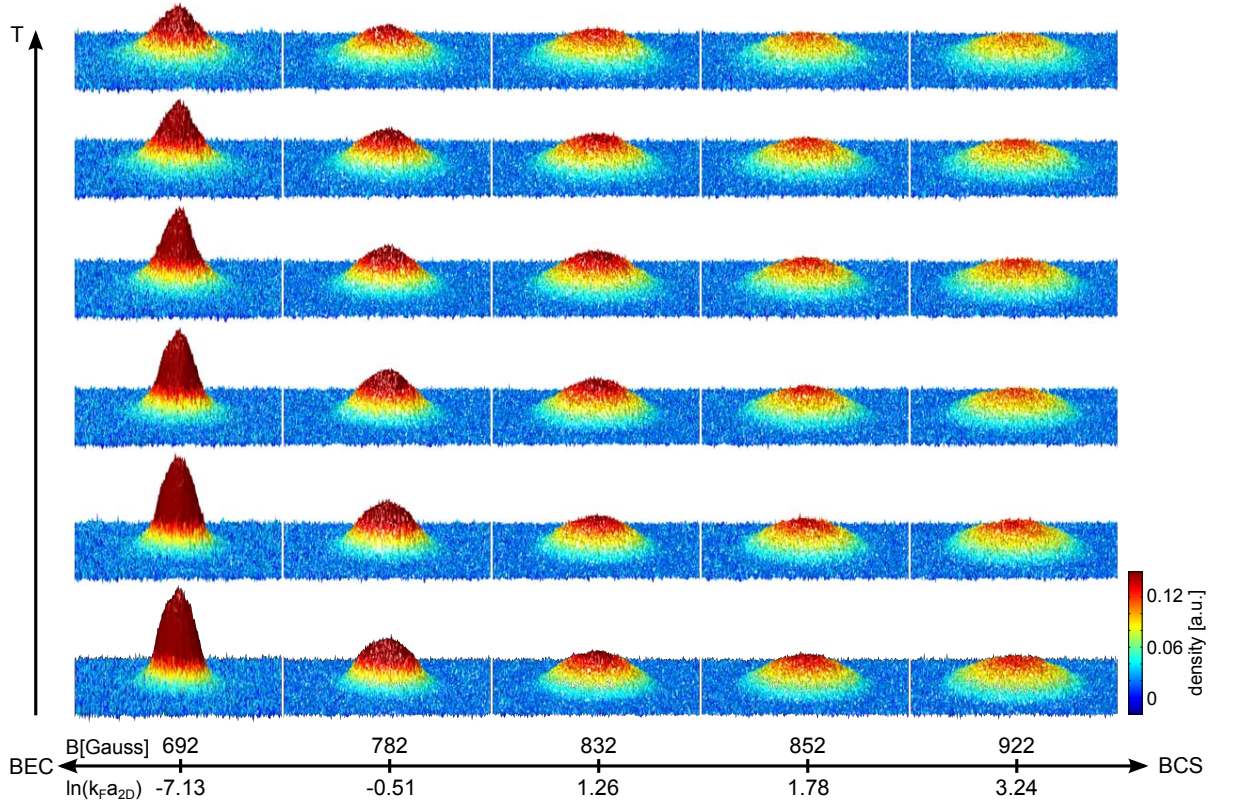 T
0.12
0.06
0
density [a.u.]
B[Gauss] 692 782 832 852 922
BEC BCS
ln(kFa2D) -7.13 -0.51 1.26 1.78 3.24